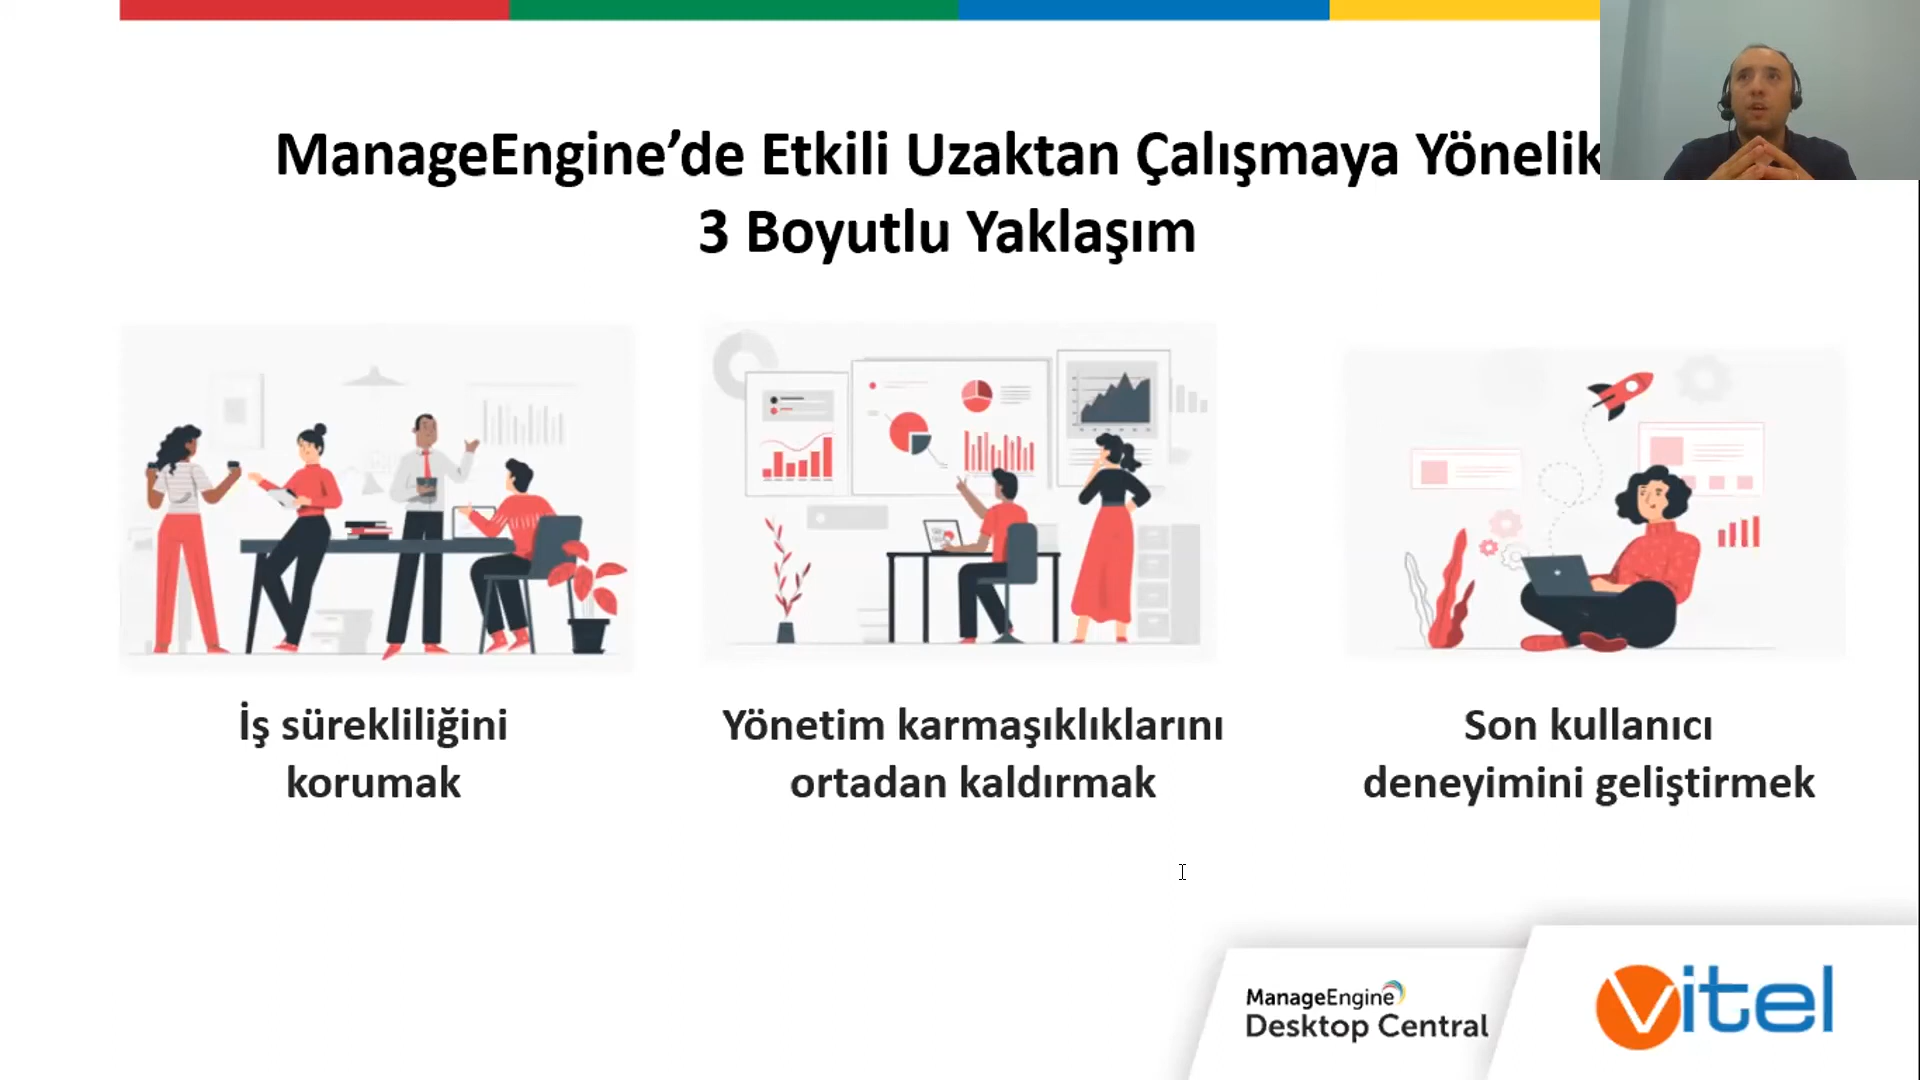 ManageEngine’de Etkili Uzaktan Çalışmaya Yönelik
3 Boyutlu Yaklaşım
İş sürekliliğini
korumak
Yönetim karmaşıklıklarını
ortadan kaldırmak
Son kullanıcı
deneyimini geliştirmek
ManageEngine
Desktop Central
vitel